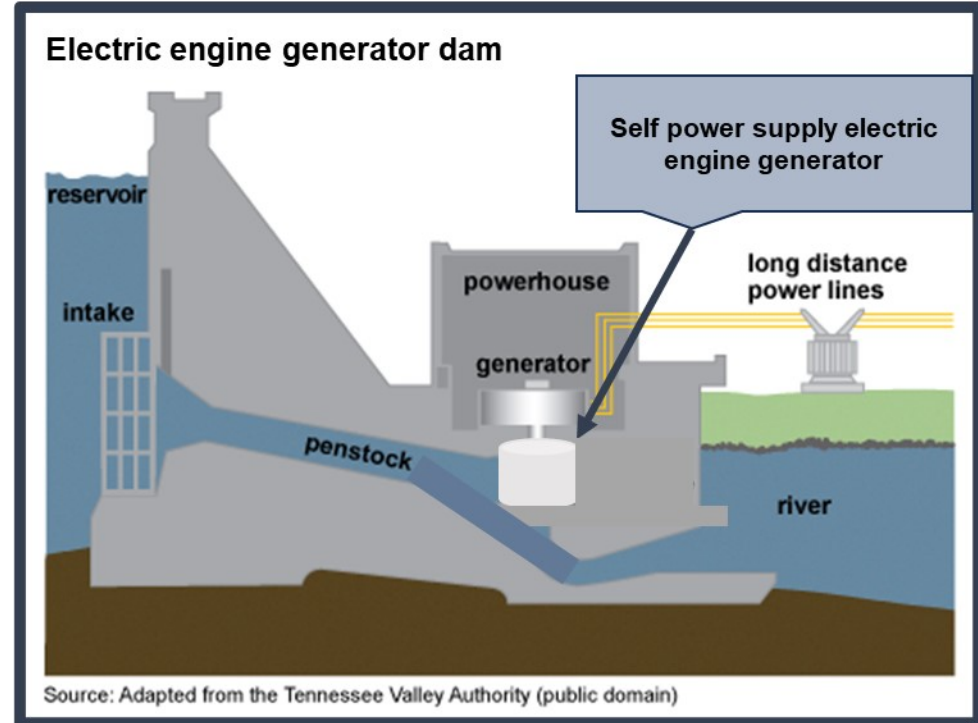 Electric engine generator dam
Self power supply electric
engine generator
reservoir
intake
powerhouse
generator
penstock
long distance
power lines
river
Source: Adapted from the Tennessee Valley Authority (public domain)